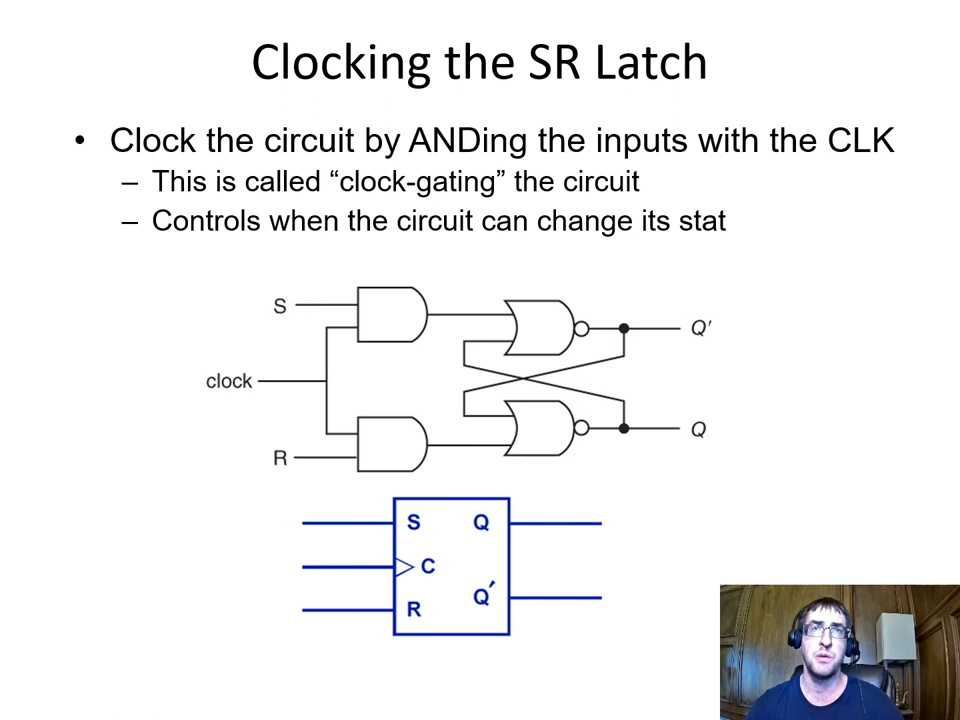 Clocking the SR Latch
• Clock the circuit by ANDing the inputs with the CLK
– This is called “clock-gating” the circuit
– Controls when the circuit can change its stat
S
Q'
clock
Q
R
S Q
C
R Q'